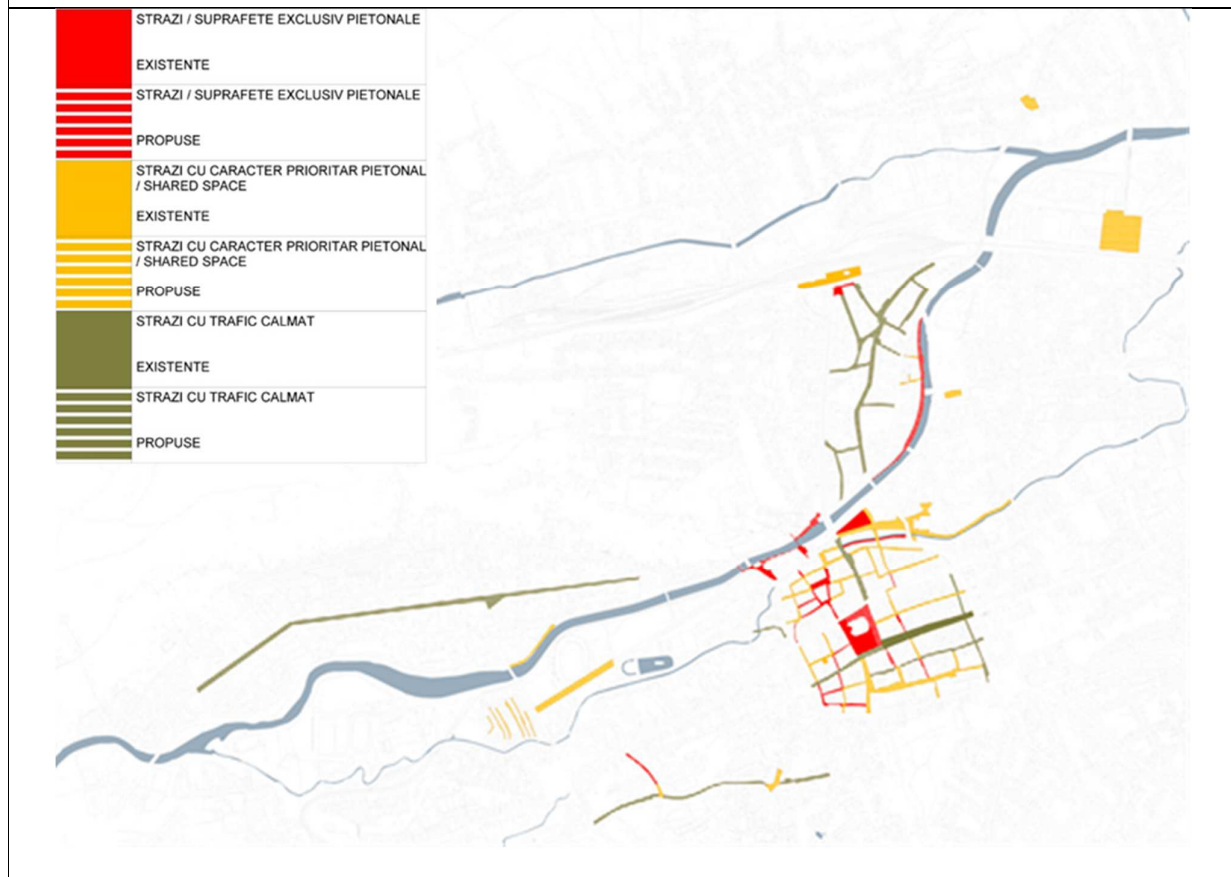 STRAZI / SUPRAFETE EXCLUSIV PIETONALE
EXISTENTE
STRAZI / SUPRAFETE EXCLUSIV PIETONALE
PROPUSE
STRAZI CU CARACTER PRIORITAR PIETONAL
/ SHARED SPACE
EXISTENTE
STRAZI CU CARACTER PRIORITAR PIETONAL
/ SHARED SPACE
PROPUSE
STRAZI CU TRAFIC CALMAT
EXISTENTE
STRAZI CU TRAFIC CALMAT
PROPUSE